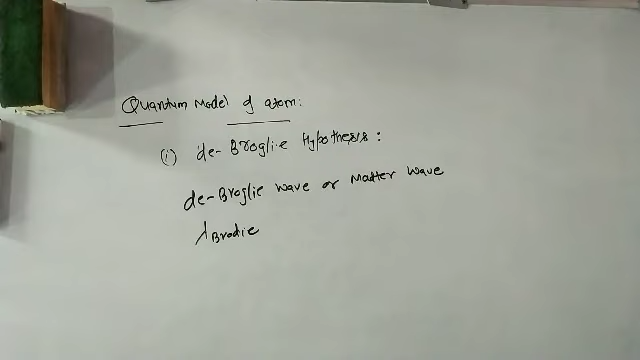 Quantum Model of atom:
(i) de-Broglie Hypothesis:
de-Broglie wave or Matter wave
λBrodie